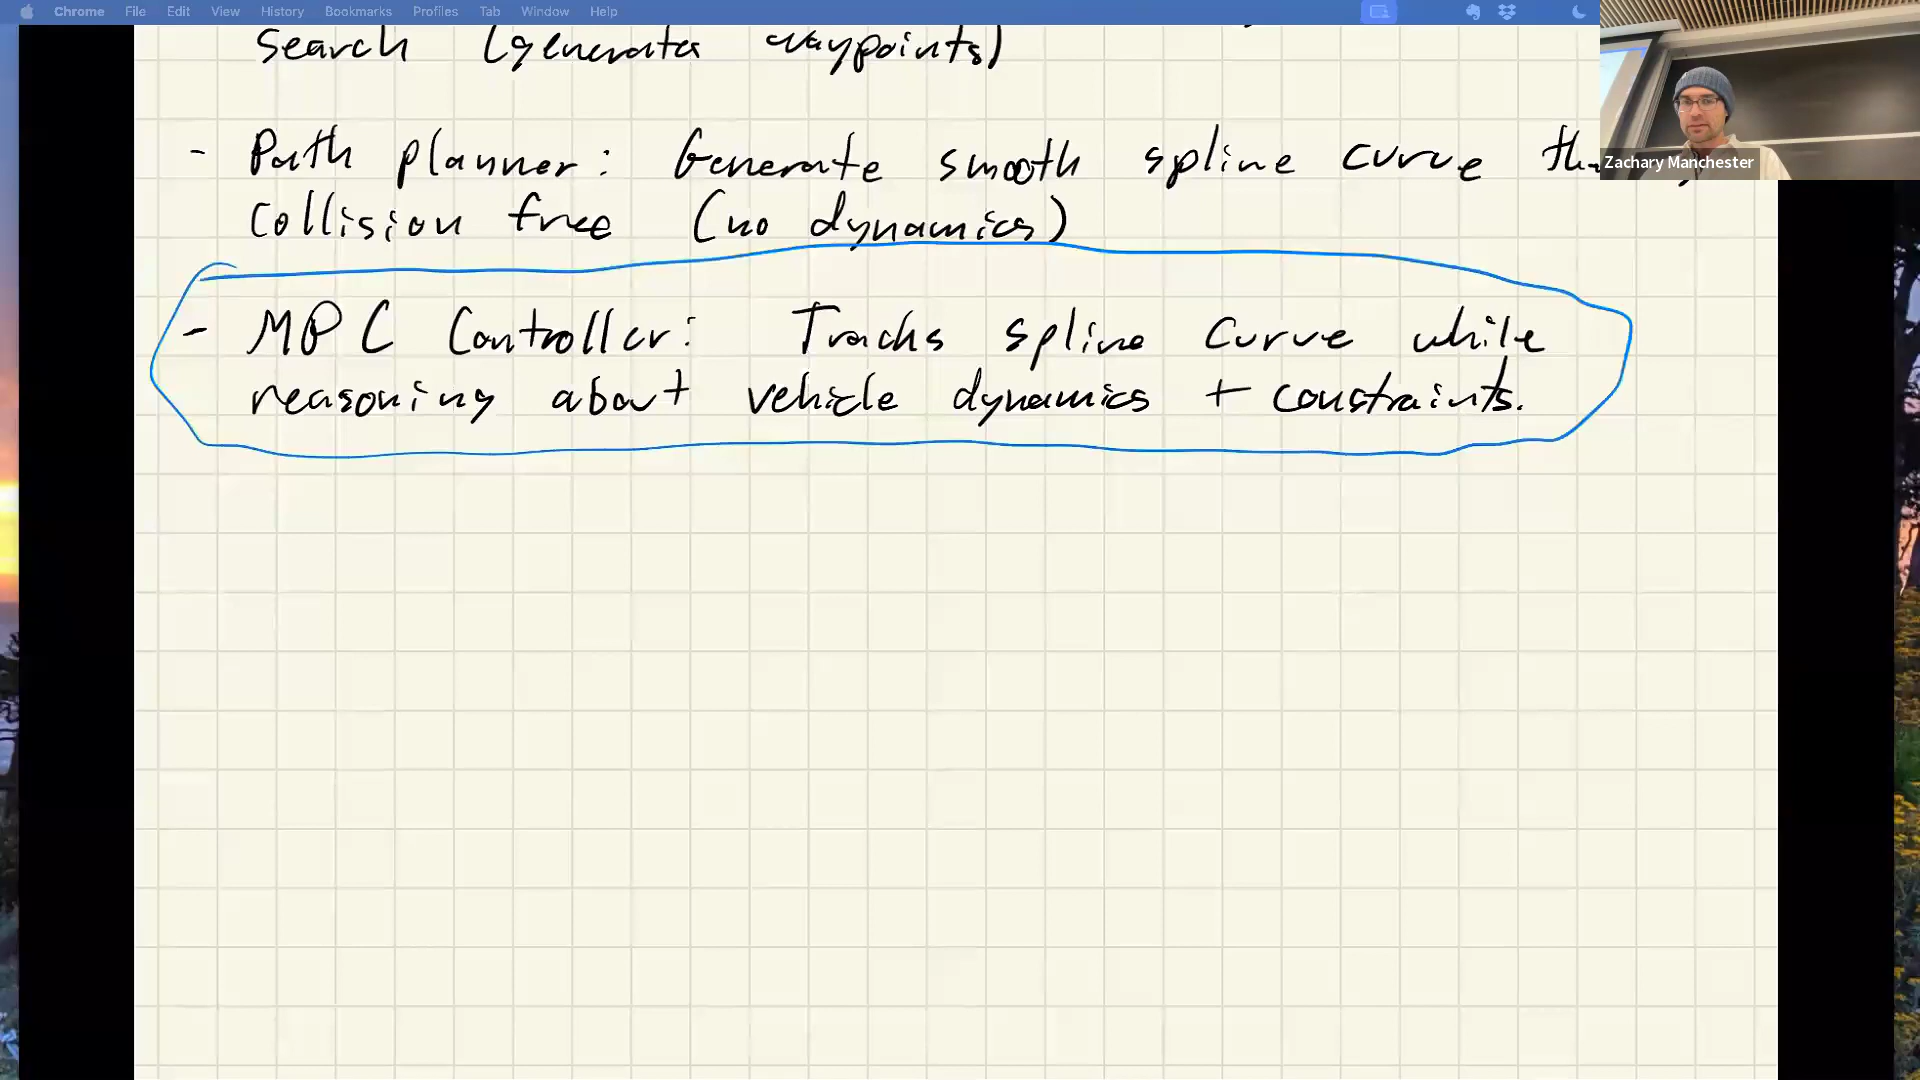 Chrome File Edit View History Bookmarks Profiles Tab Window Help
Search (generate waypoints)
- Path planner: Generate smooth spline curve
Zachary Manchester
collision free (no dynamics)
- MPC Controller: Tracks spline curve while
reasoning about vehicle dynamics + constraints.